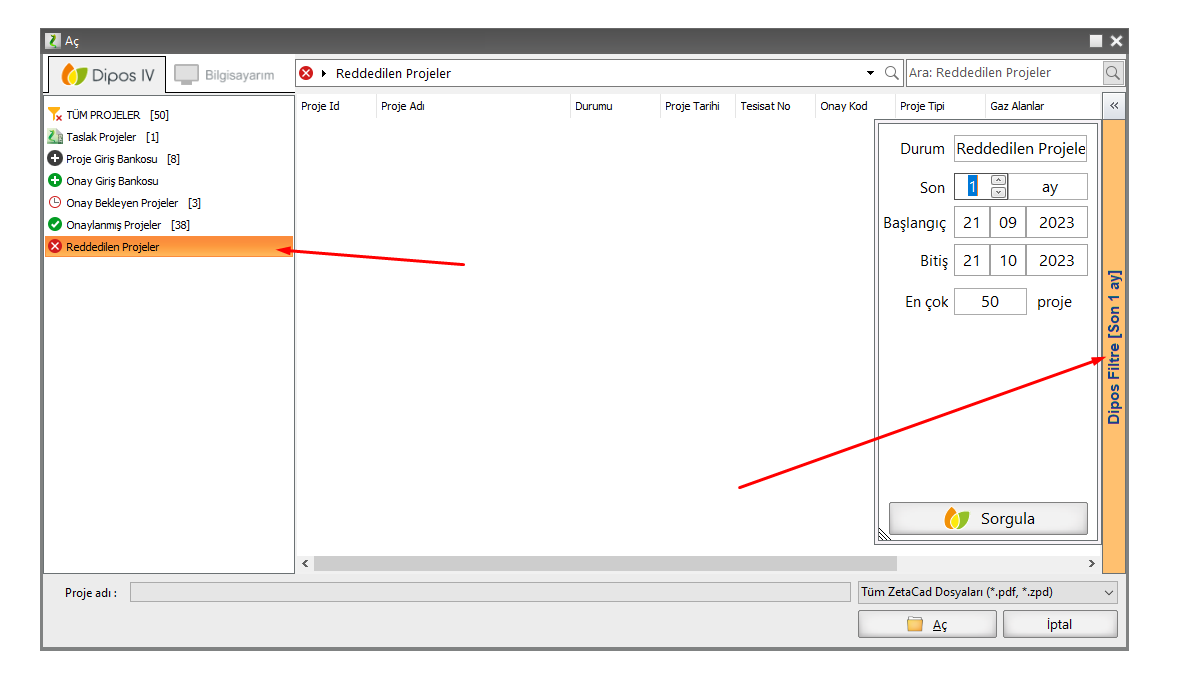 Aç
Dipos IV
Bilgisayarım
Reddedilen Projeler
Ara: Reddedilen Projeler
TÜM PROJELER [50]
Taslak Projeler [1]
Proje Giriş Bankosu [8]
Onay Giriş Bankosu
Onay Bekleyen Projeler [3]
Onaylanmış Projeler [38]
Reddedilen Projeler
Proje Id Proje Adı Durumu Proje Tarihi Tesisat No Onay Kod Proje Tipi Gaz Alanlar
Durum Reddedilen Projele
Son 1 ay
Başlangıç 21 09 2023
Bitiş 21 10 2023
En çok 50 proje
Sorgula
Dipos Filtre [Son 1 ay]
Proje adı :
Tüm ZetaCad Dosyaları (*.pdf, *.zpd)
Aç
İptal